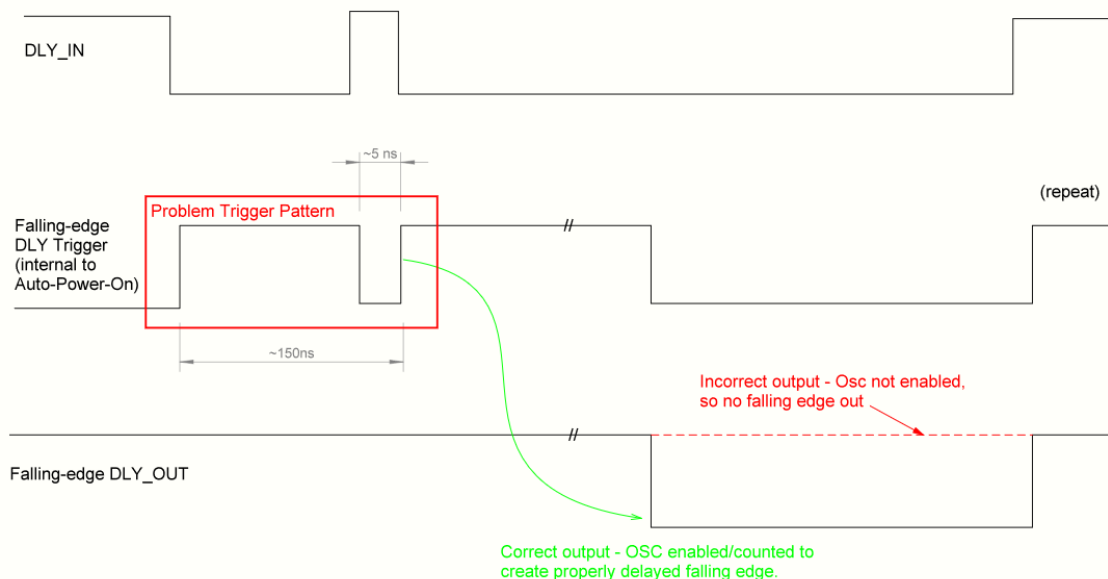 DLY_IN
~5 ns
Problem Trigger Pattern
(repeat)
Falling-edge
DLY Trigger
(internal to
Auto-Power-On)
//
~150ns
Incorrect output - Osc not enabled,
so no falling edge out
//
Falling-edge DLY_OUT
Correct output - OSC enabled/counted to
create properly delayed falling edge.